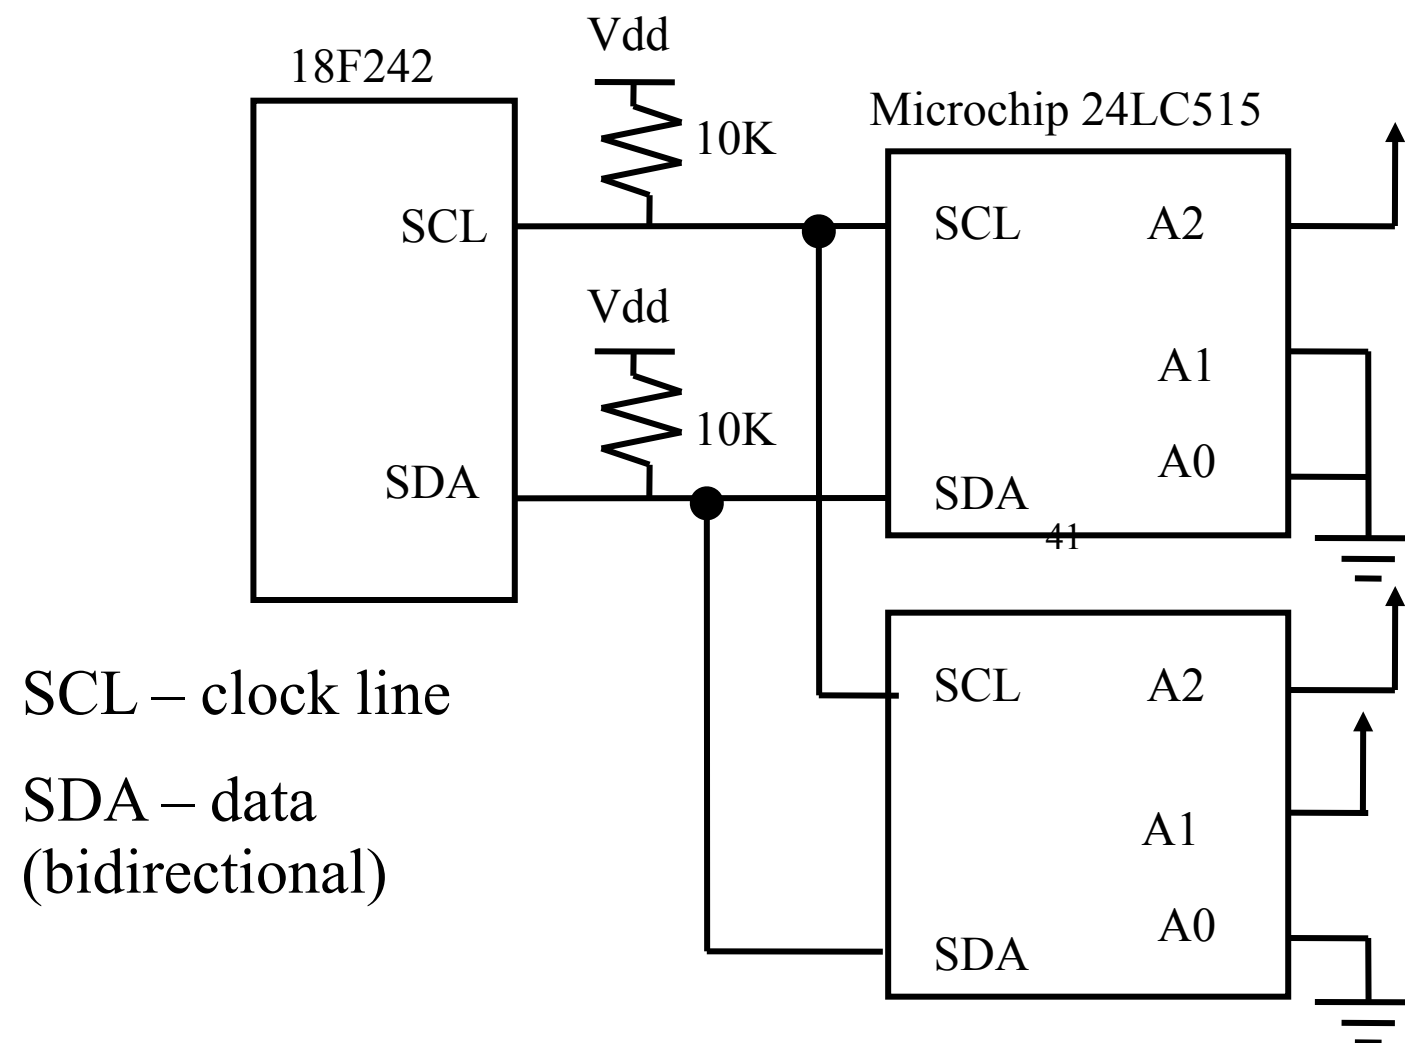 Vdd
18F242
Microchip 24LC515
10K
SCL
SCL
A2
Vdd
A1
10K
A0
SDA
SDA
41
SCL
A2
SCL – clock line
SDA – data
(bidirectional)
A1
A0
SDA